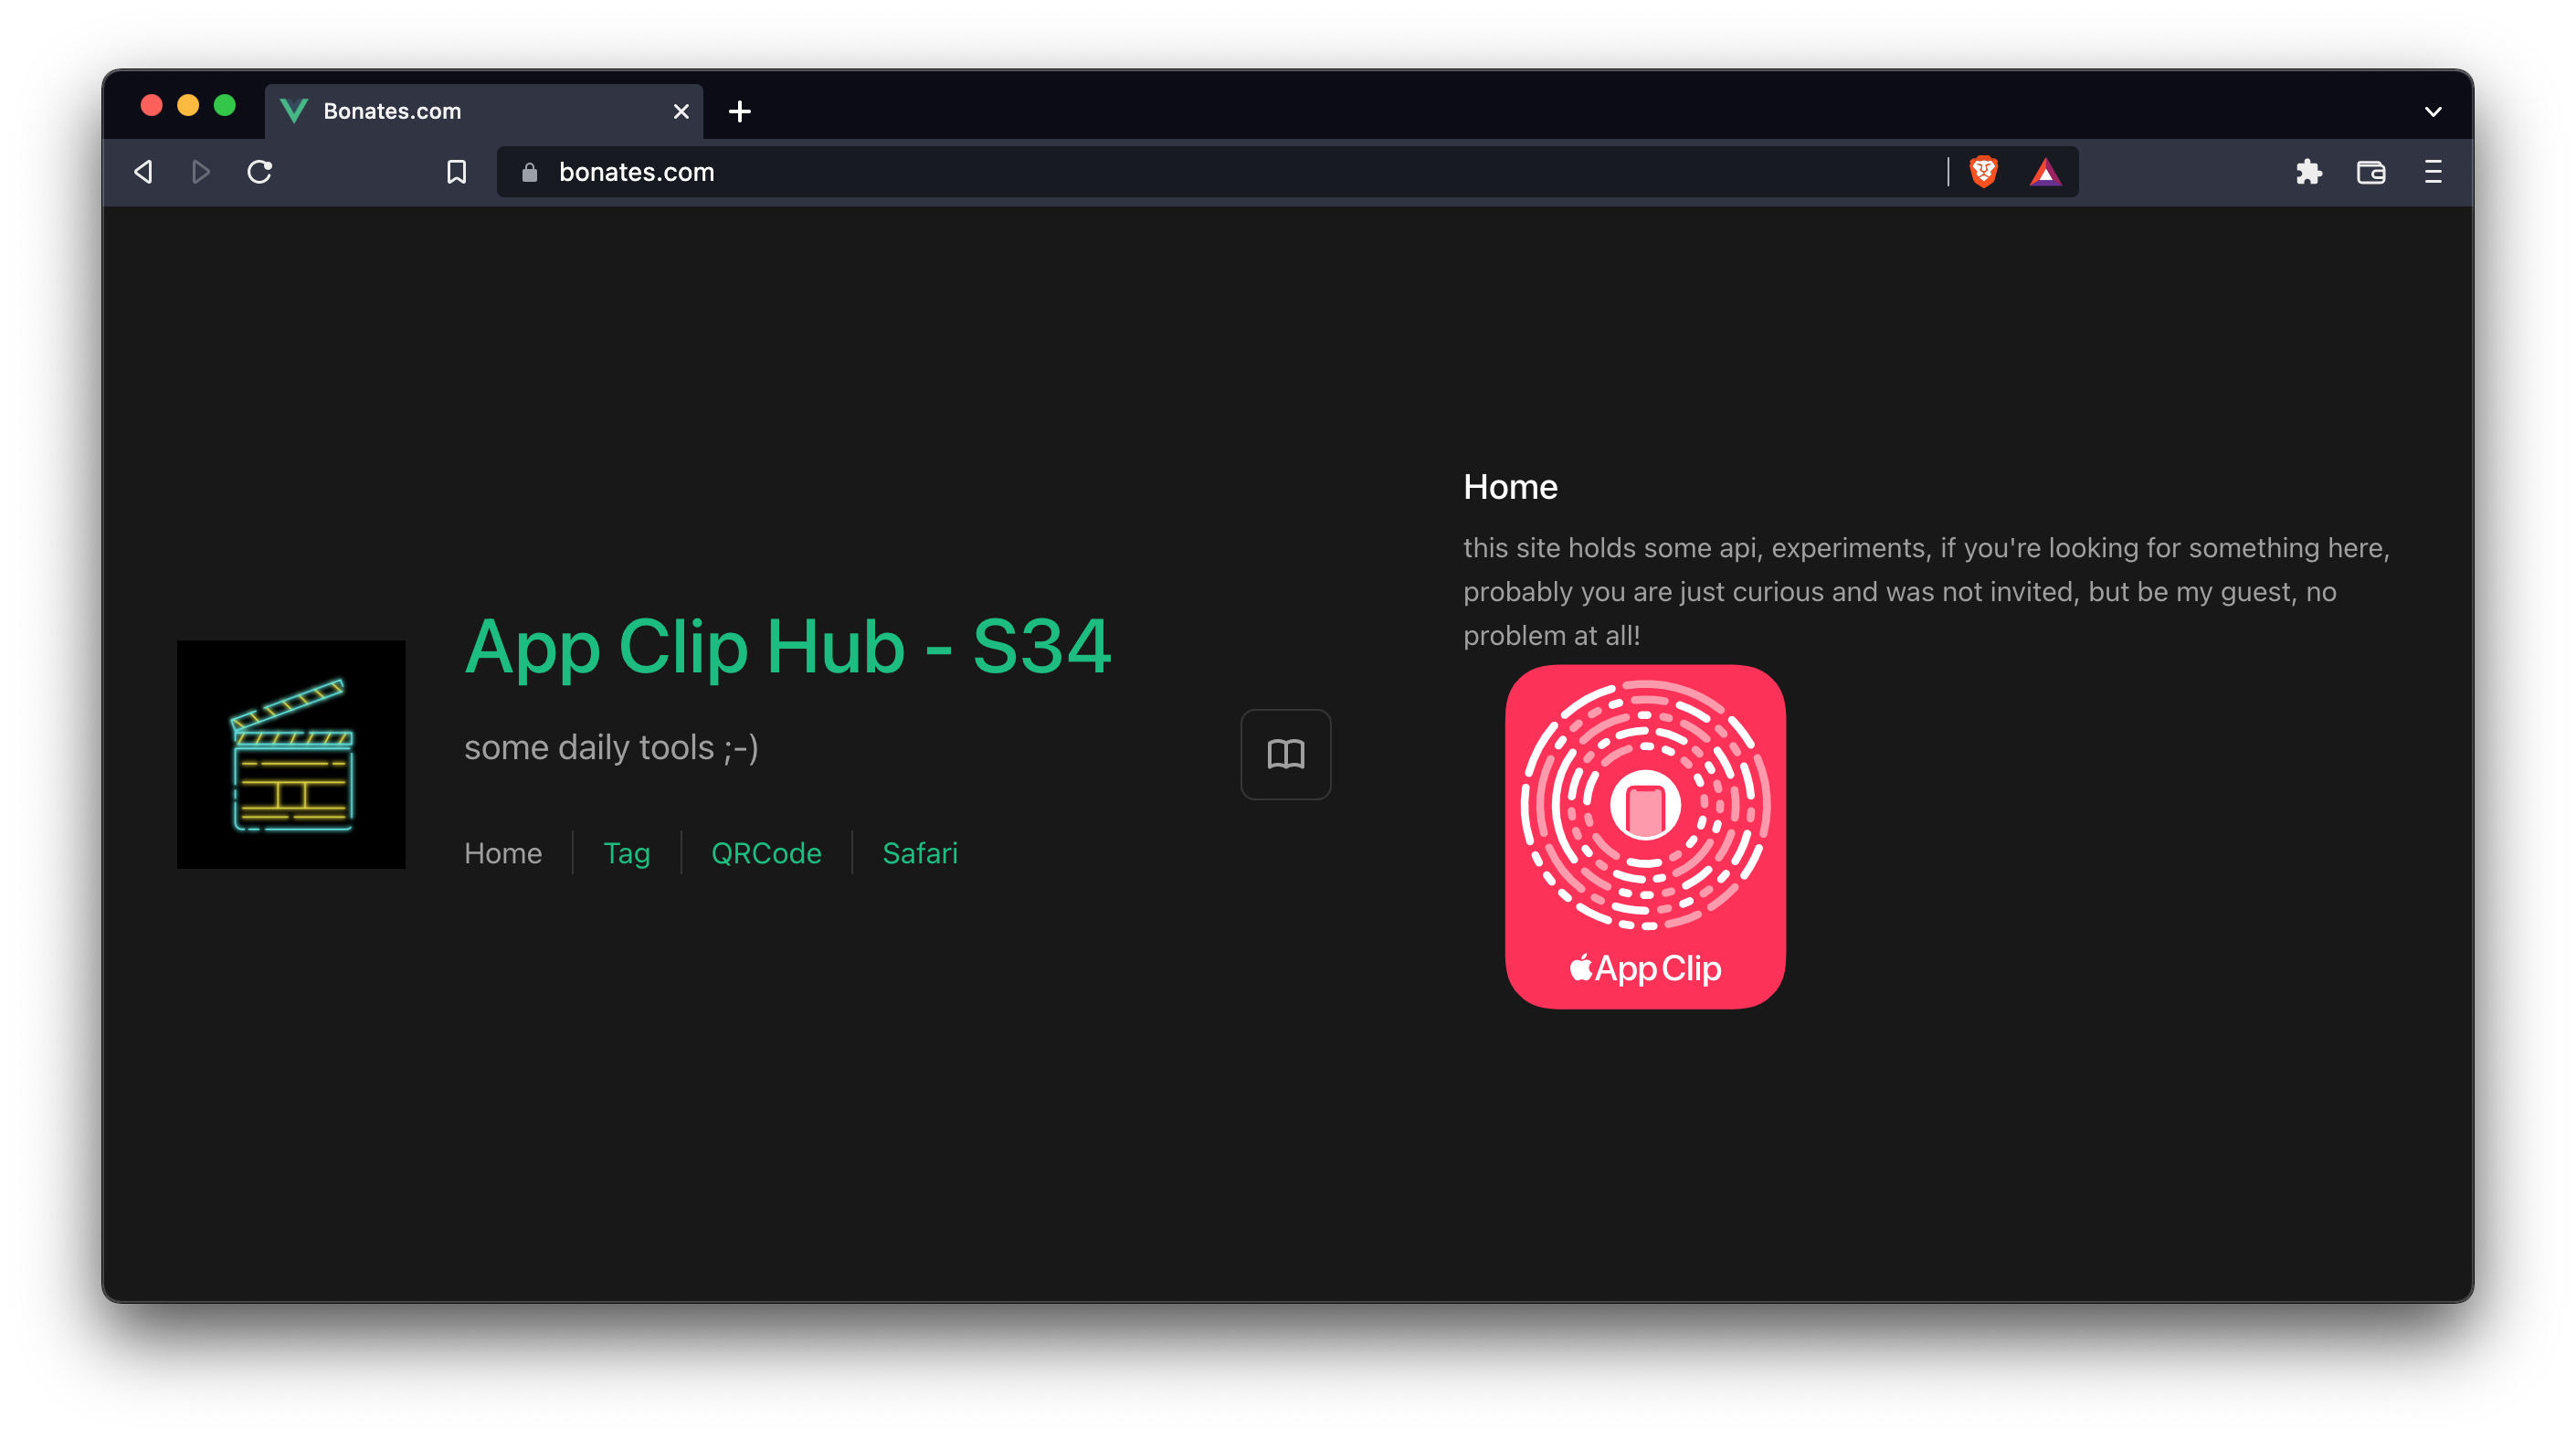 Bonates.com
bonates.com
App Clip Hub - S34
some daily tools ;-)
Home
Tag
QRCode
Safari
Home
this site holds some api, experiments, if you're looking for something here,
probably you are just curious and was not invited, but be my guest, no
problem at all!
App Clip